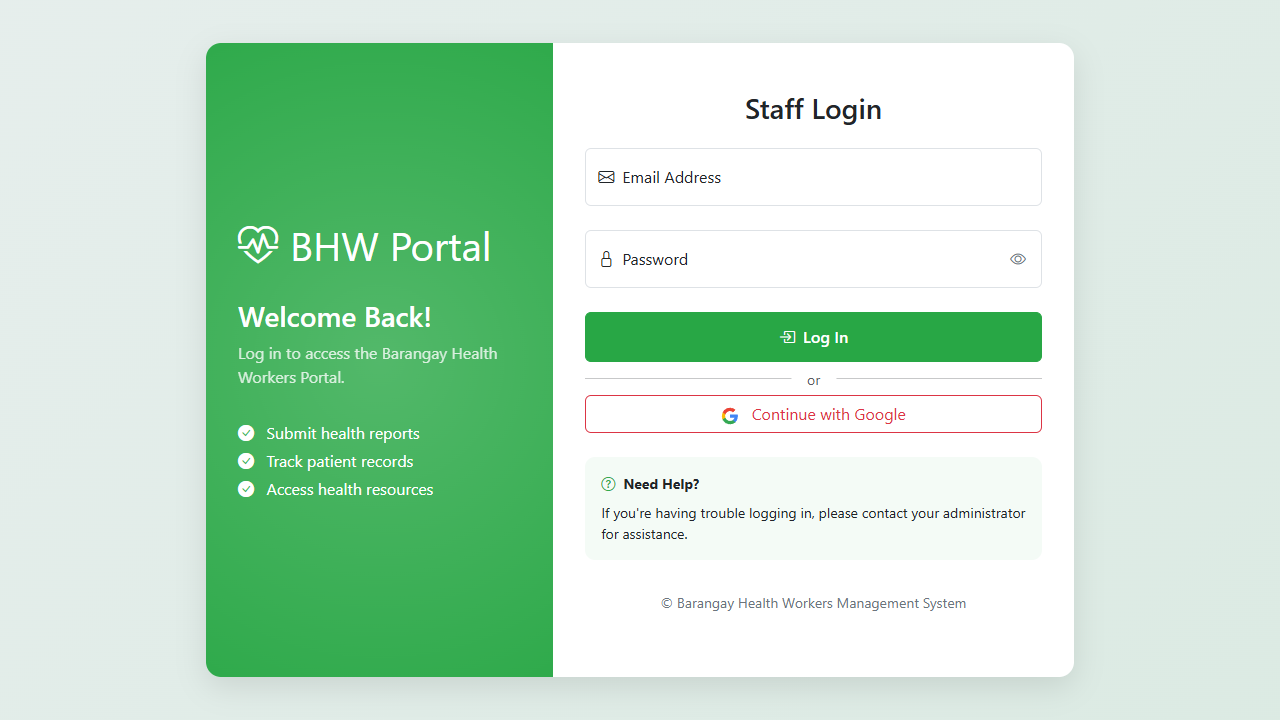 BHW Portal
Welcome Back!
Log in to access the Barangay Health
Workers Portal.
Submit health reports
Track patient records
Access health resources
Staff Login
Email Address
Password
Log In
or
Continue with Google
Need Help?
If you're having trouble logging in, please contact your administrator
for assistance.
© Barangay Health Workers Management System